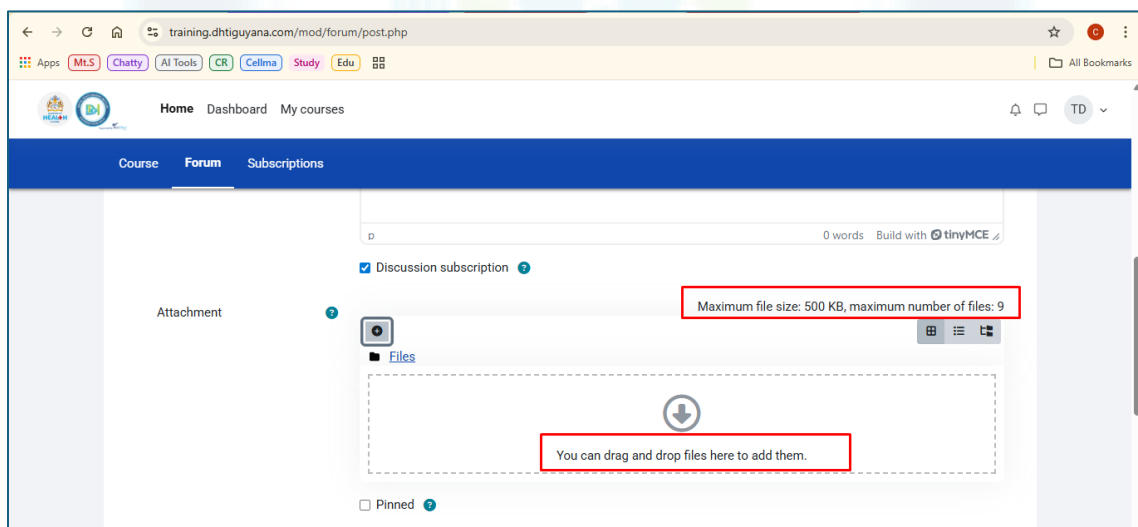 training.dhtiguyana.com/mod/forum/post.php
C
Apps Mt.S Chatty AI Tools CR Cellma Study Edu All Bookmarks
HEALTH Home Dashboard My courses TD
Course Forum Subscriptions
p 0 words Build with tinyMCE
Discussion subscription ?
Maximum file size: 500 KB, maximum number of files: 9
Attachment ?
Files
You can drag and drop files here to add them.
Pinned ?